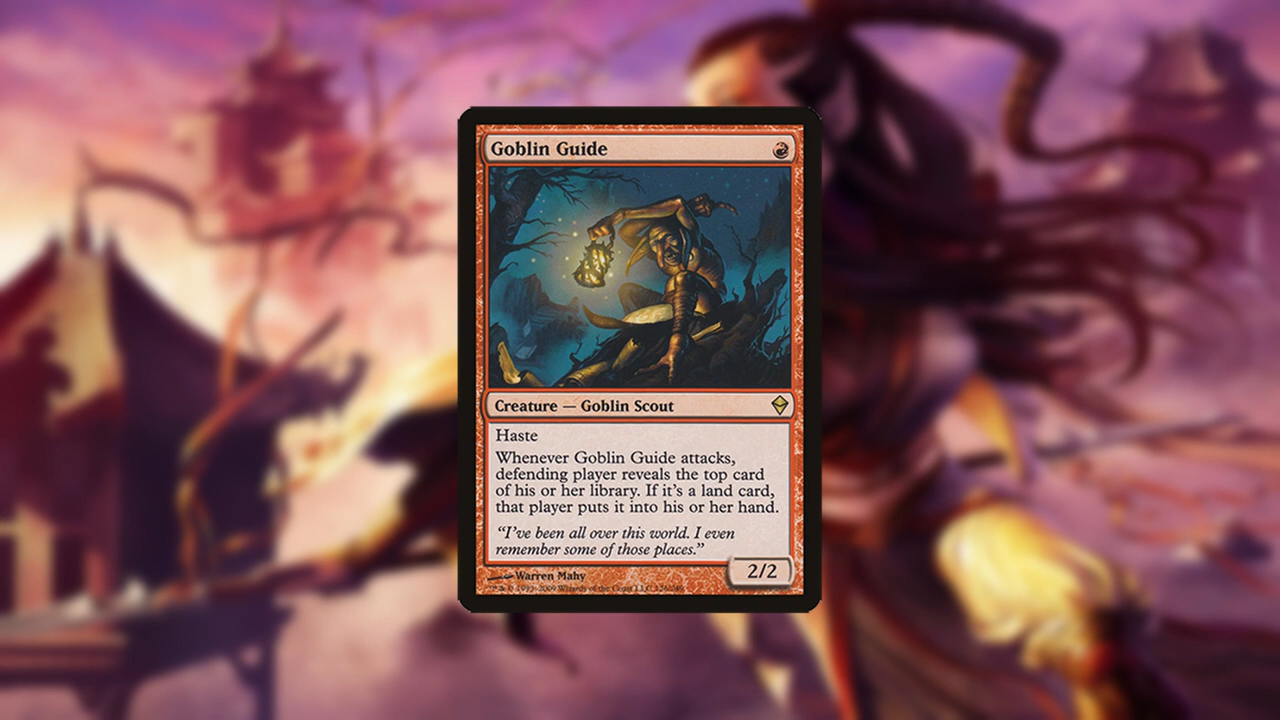 Goblin Guide
Creature — Goblin Scout
Haste
Whenever Goblin Guide attacks,
defending player reveals the top card
of his or her library. If it's a land card,
that player puts it into his or her hand.
“I've been all over this world. I even
remember some of those places.”
2/2
Warren Mahy